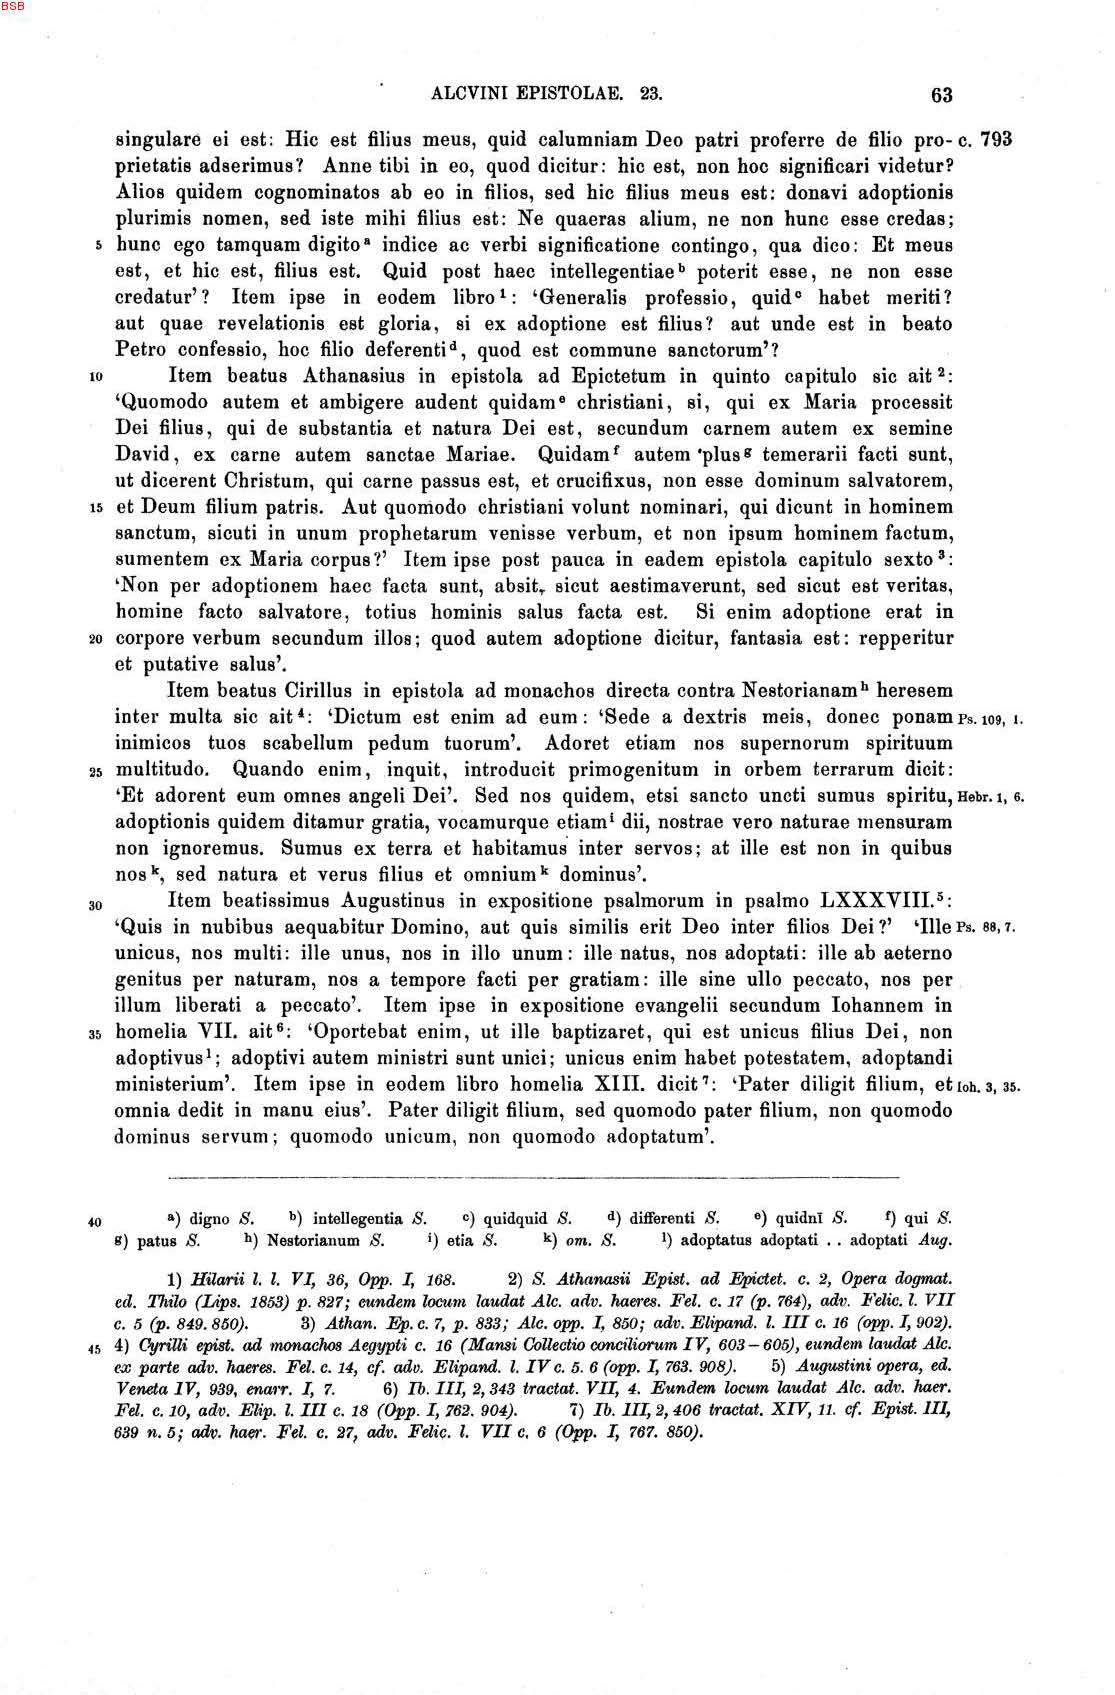 BSB
ALCVINI EPISTOLAE. 23. 63
singulare ei est: Hic est filius meus, quid calumniam Deo patri proferre de filio pro- c. 793
prietatis adserimus? Anne tibi in eo, quod dicitur: hic est, non hoc significari videtur?
Alios quidem cognominatos ab eo in filios, sed hic filius meus est: donavi adoptionis
plurimis nomen, sed iste mihi filius est: Ne quaeras alium, ne non hunc esse credas;
5 hunc ego tamquam digito ᵃ indice ac verbi significatione contingo, qua dico: Et meus
est, et hic est, filius est. Quid post haec intellegentiae ᵇ poterit esse, ne non esse
credatur’? Item ipse in eodem libro ¹: ‘Generalis professio, quid ᶜ habet meriti?
aut quae revelationis est gloria, si ex adoptione est filius? aut unde est in beato
Petro confessio, hoc filio deferenti ᵈ, quod est commune sanctorum’?
10 Item beatus Athanasius in epistola ad Epictetum in quinto capitulo sic ait ²:
‘Quomodo autem et ambigere audent quidam ᵉ christiani, si, qui ex Maria processit
Dei filius, qui de substantia et natura Dei est, secundum carnem autem ex semine
David, ex carne autem sanctae Mariae. Quidam ᶠ autem ‘plus ᵍ temerarii facti sunt,
ut dicerent Christum, qui carne passus est, et crucifixus, non esse dominum salvatorem,
15 et Deum filium patris. Aut quomodo christiani volunt nominari, qui dicunt in hominem
sanctum, sicuti in unum prophetarum venisse verbum, et non ipsum hominem factum,
sumentem ex Maria corpus?’ Item ipse post pauca in eadem epistola capitulo sexto ³:
‘Non per adoptionem haec facta sunt, absit, sicut aestimaverunt, sed sicut est veritas,
homine facto salvatore, totius hominis salus facta est. Si enim adoptione erat in
20 corpore verbum secundum illos; quod autem adoptione dicitur, fantasia est: repperitur
et putative salus’.
Item beatus Cirillus in epistola ad monachos directa contra Nestorianam ʰ heresem
inter multa sic ait ⁴: ‘Dictum est enim ad eum: ‘Sede a dextris meis, donec ponam Ps. 109, 1.
inimicos tuos scabellum pedum tuorum’. Adoret etiam nos supernorum spirituum
25 multitudo. Quando enim, inquit, introducit primogenitum in orbem terrarum dicit:
‘Et adorent eum omnes angeli Dei’. Sed nos quidem, etsi sancto uncti sumus spiritu, Hebr. 1, 6.
adoptionis quidem ditamur gratia, vocamurque etiam ⁱ dii, nostrae vero naturae mensuram
non ignoremus. Sumus ex terra et habitamus inter servos; at ille est non in quibus
nos ᵏ, sed natura et verus filius et omnium ᵏ dominus’.
30 Item beatissimus Augustinus in expositione psalmorum in psalmo LXXXVIII. ⁵:
‘Quis in nubibus aequabitur Domino, aut quis similis erit Deo inter filios Dei?’ ‘Ille Ps. 88, 7.
unicus, nos multi: ille unus, nos in illo unum: ille natus, nos adoptati: ille ab aeterno
genitus per naturam, nos a tempore facti per gratiam: ille sine ullo peccato, nos per
illum liberati a peccato’. Item ipse in expositione evangelii secundum Iohannem in
35 homelia VII. ait ⁶: ‘Oportebat enim, ut ille baptizaret, qui est unicus filius Dei, non
adoptivus ˡ; adoptivi autem ministri sunt unici; unicus enim habet potestatem, adoptandi
ministerium’. Item ipse in eodem libro homelia XIII. dicit ⁷: ‘Pater diligit filium, et Ioh. 3, 35.
omnia dedit in manu eius’. Pater diligit filium, sed quomodo pater filium, non quomodo
dominus servum; quomodo unicum, non quomodo adoptatum’.
40 a) digno S. b) intellegentia S. c) quidquid S. d) differenti S. e) quidnī S. f) qui S.
g) patus S. h) Nestorianum S. i) etia S. k) om. S. l) adoptatus adoptati . . adoptati Aug.
1) Hilarii l. l. VI, 36, Opp. I, 168. 2) S. Athanasii Epist. ad Epictet. c. 2, Opera dogmat.
ed. Thilo (Lips. 1853) p. 827; eundem locum laudat Alc. adv. haeres. Fel. c. 17 (p. 764), adv. Felic. l. VII
c. 5 (p. 849. 850). 3) Athan. Ep. c. 7, p. 833; Alc. opp. I, 850; adv. Elipand. l. III c. 16 (opp. I, 902).
45 4) Cyrilli epist. ad monachos Aegypti c. 16 (Mansi Collectio conciliorum IV, 603–605), eundem laudat Alc.
ex parte adv. haeres. Fel. c. 14, cf. adv. Elipand. l. IV c. 5. 6 (opp. I, 763. 908). 5) Augustini opera, ed.
Veneta IV, 939, enarr. I, 7. 6) Ib. III, 2, 343 tractat. VII, 4. Eundem locum laudat Alc. adv. haer.
Fel. c. 10, adv. Elip. l. III c. 18 (Opp. I, 762. 904). 7) Ib. III, 2, 406 tractat. XIV, 11. cf. Epist. III,
639 n. 5; adv. haer. Fel. c. 27, adv. Felic. l. VII c. 6 (Opp. I, 767. 850).